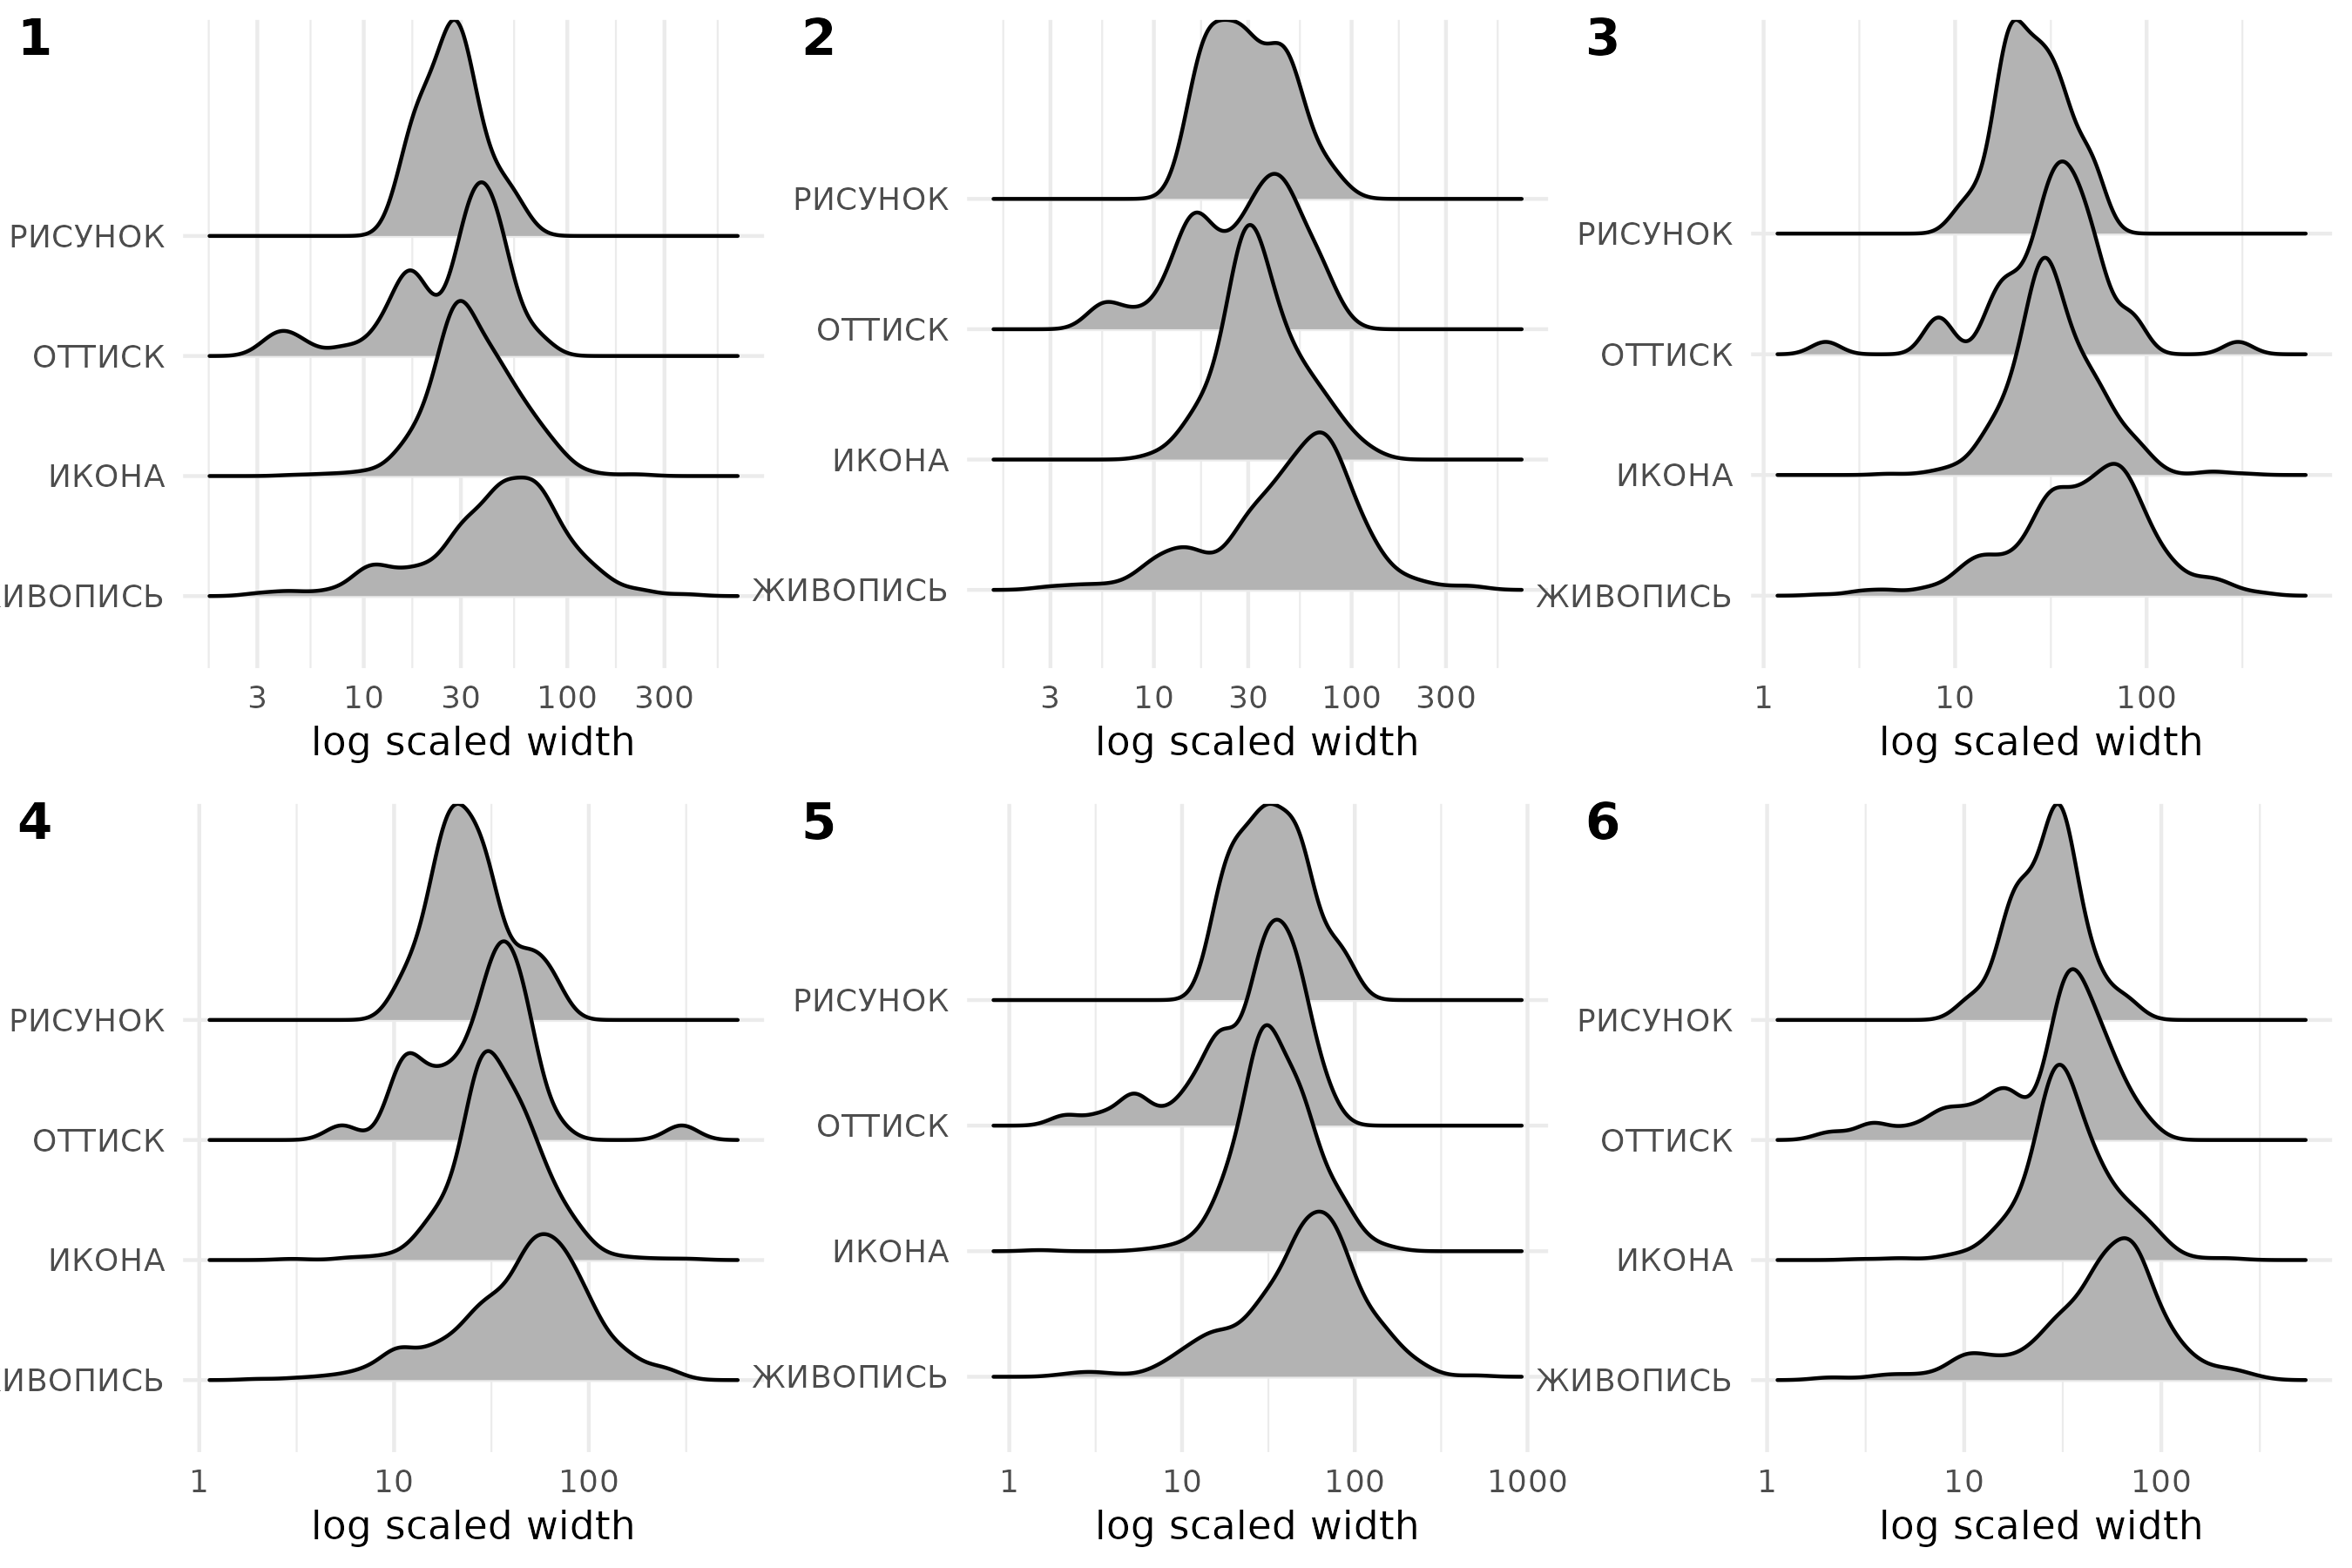 1
РИСУНОК
ОТТИСК
ИКОНА
ИВОПИСЬ
3 10 30 100 300
log scaled width
2
РИСУНОК
ОТТИСК
ИКОНА
ЖИВОПИСЬ
3 10 30 100 300
log scaled width
3
РИСУНОК
ОТТИСК
ИКОНА
ЖИВОПИСЬ
1 10 100
log scaled width
4
РИСУНОК
ОТТИСК
ИКОНА
ИВОПИСЬ
1 10 100
log scaled width
5
РИСУНОК
ОТТИСК
ИКОНА
ЖИВОПИСЬ
1 10 100 1000
log scaled width
6
РИСУНОК
ОТТИСК
ИКОНА
ЖИВОПИСЬ
1 10 100
log scaled width